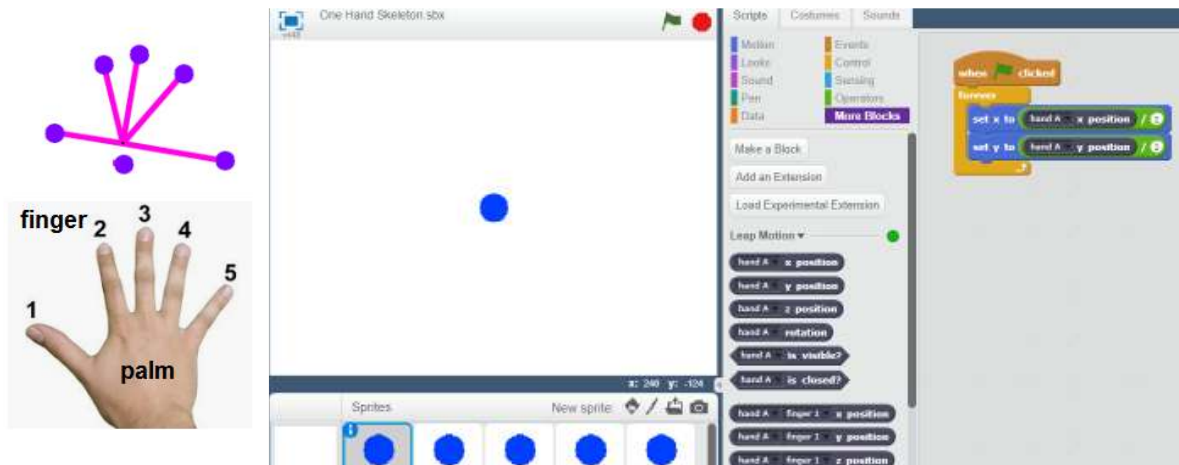 finger
1
2
3
4
5
palm
One Hand Skeleton.sbx
v442
x: 240 y: -124
Sprites
New sprite:
Scripts
Costumes
Sounds
Motion
Events
Looks
Control
Sound
Sensing
Pen
Operators
Data
More Blocks
Make a Block
Add an Extension
Load Experimental Extension
Leap Motion
hand A x position
hand A y position
hand A z position
hand A rotation
hand A is visible?
hand A is closed?
hand A finger 1 x position
hand A finger 1 y position
hand A finger 1 z position
when clicked
forever
set x to hand A x position / 2
set y to hand A y position / 2